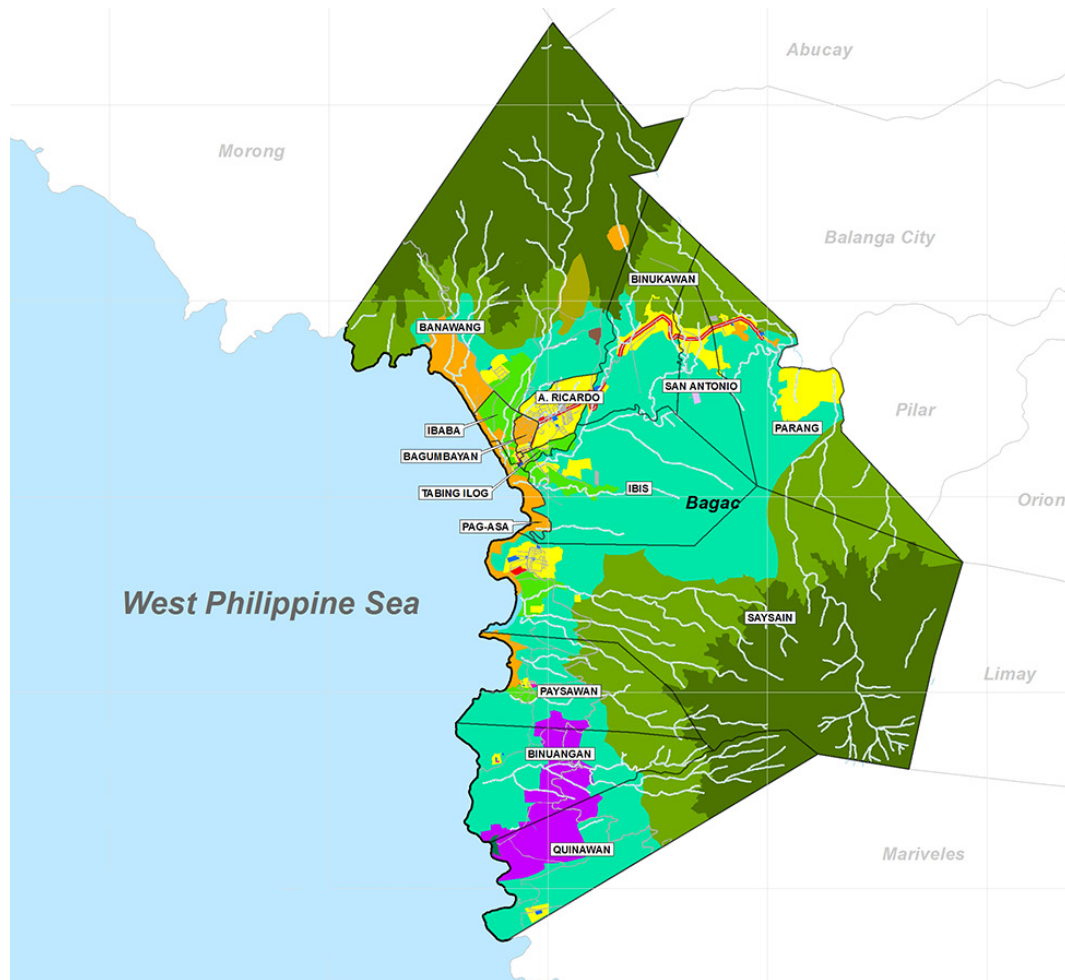 Abucay
Morong
Balanga City
BINUKAWAN
BANAWANG
SAN ANTONIO
A. RICARDO
Pilar
PARANG
IBABA
BAGUMBAYAN
TABING ILOG
IBIS
Orion
Bagac
PAG-ASA
West Philippine Sea
SAYSAIN
Limay
PAYSAWAN
BINUANGAN
QUINAWAN
Mariveles